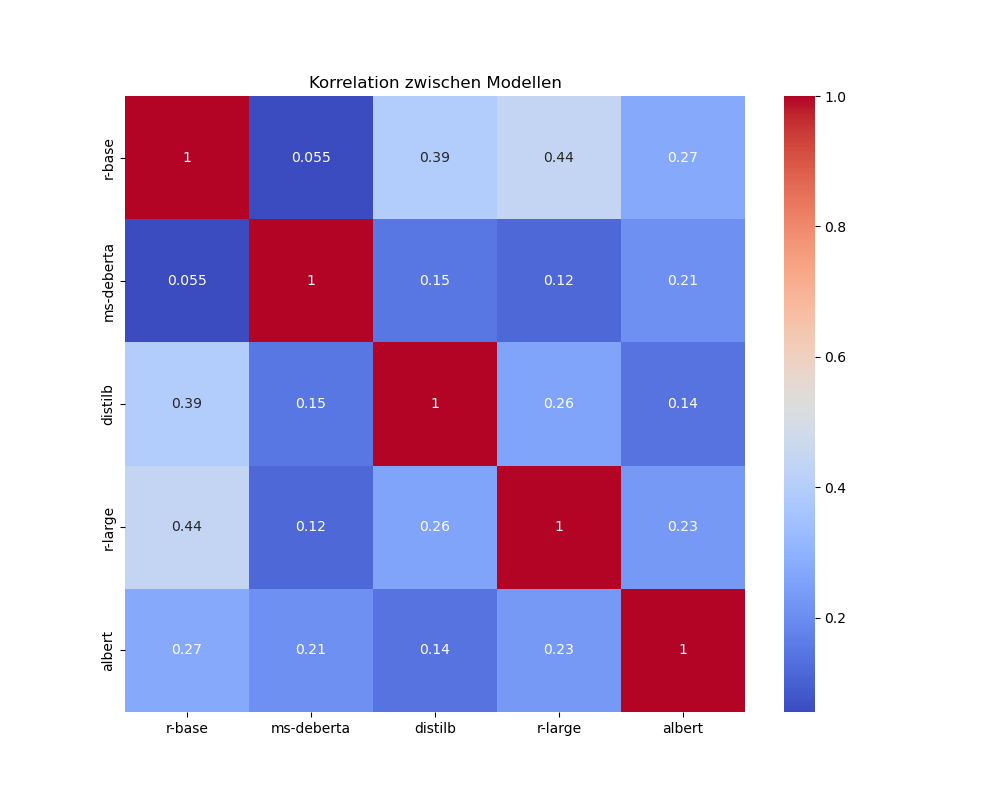 Korrelation zwischen Modellen
r-base
1
0.055
0.39
0.44
0.27
ms-deberta
0.055
1
0.15
0.12
0.21
distilb
0.39
0.15
1
0.26
0.14
r-large
0.44
0.12
0.26
1
0.23
albert
0.27
0.21
0.14
0.23
1
r-base
ms-deberta
distilb
r-large
albert
1.0
0.8
0.6
0.4
0.2